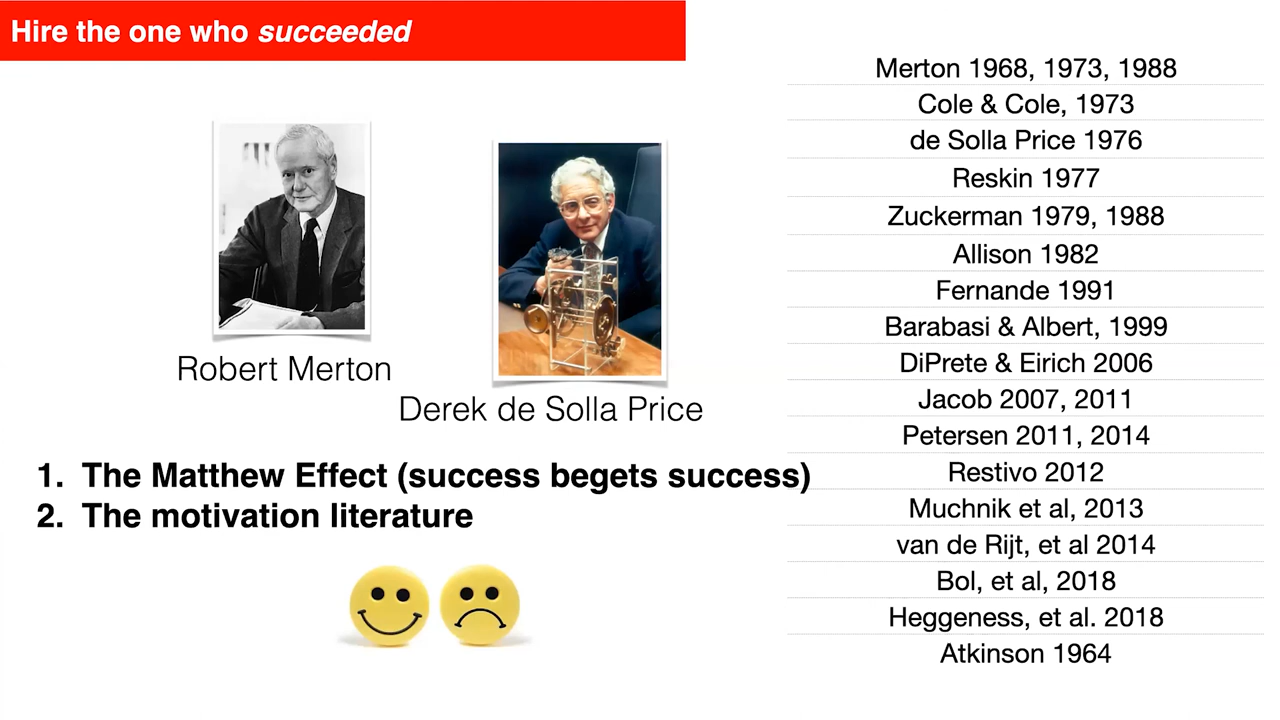 Hire the one who succeeded
Robert Merton
Derek de Solla Price
1. The Matthew Effect (success begets success)
2. The motivation literature
Merton 1968, 1973, 1988
Cole & Cole, 1973
de Solla Price 1976
Reskin 1977
Zuckerman 1979, 1988
Allison 1982
Fernande 1991
Barabasi & Albert, 1999
DiPrete & Eirich 2006
Jacob 2007, 2011
Petersen 2011, 2014
Restivo 2012
Muchnik et al, 2013
van de Rijt, et al 2014
Bol, et al, 2018
Heggeness, et al. 2018
Atkinson 1964